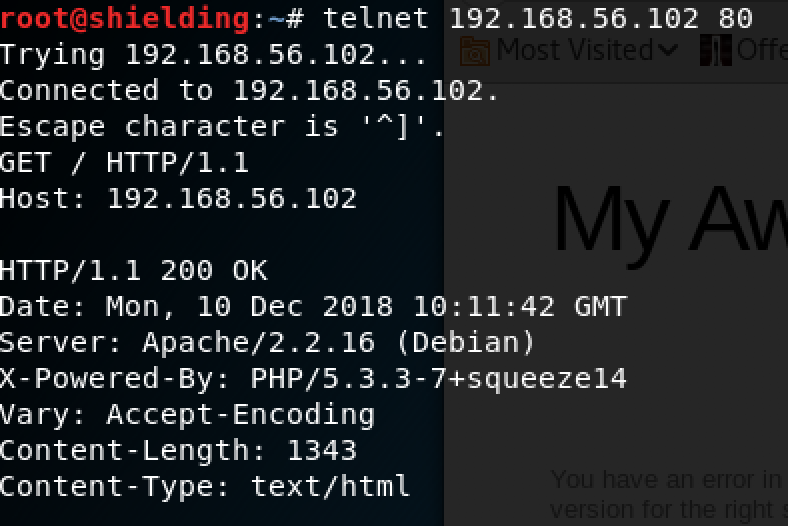 root@shielding:~# telnet 192.168.56.102 80
Trying 192.168.56.102...
Connected to 192.168.56.102.
Escape character is '^]'.
GET / HTTP/1.1
Host: 192.168.56.102
HTTP/1.1 200 OK
Date: Mon, 10 Dec 2018 10:11:42 GMT
Server: Apache/2.2.16 (Debian)
X-Powered-By: PHP/5.3.3-7+squeeze14
Vary: Accept-Encoding
Content-Length: 1343
Content-Type: text/html
Most Visited
Offe
My Aw
You have an error in
version for the right s